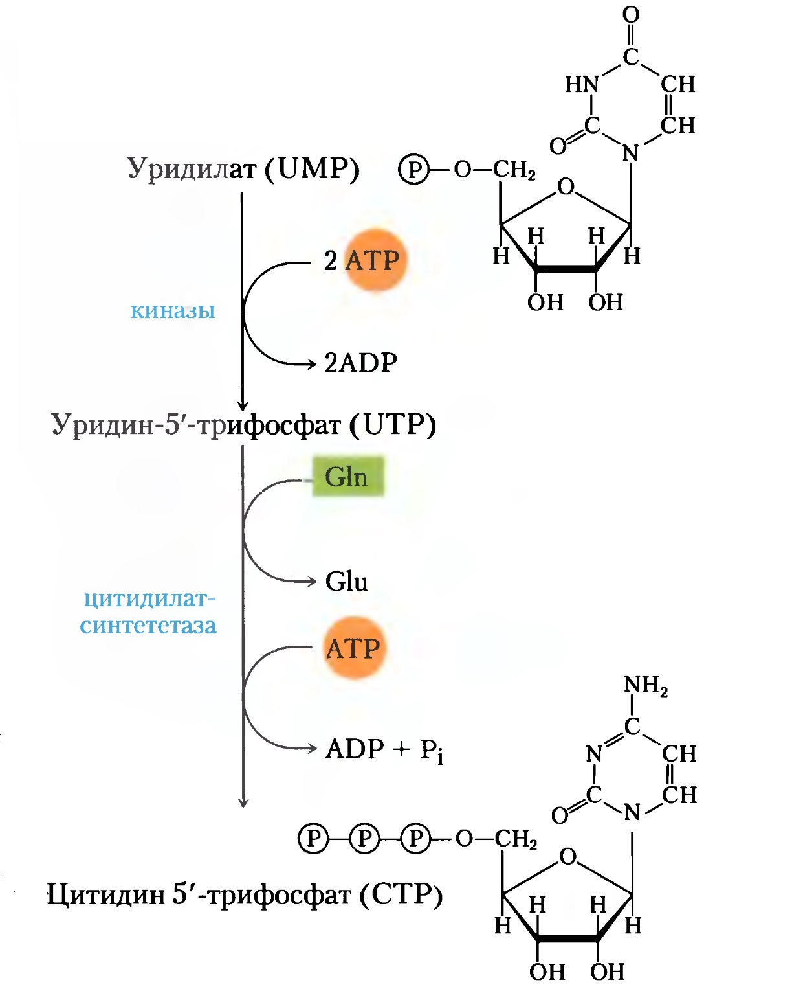 O
C
HN
CH
C
CH
O
N
Уридилат (UMP)
P—O—CH₂
O
H
H
H
H
2 ATP
OH
OH
киназы
2ADP
Уридин-5′-трифосфат (UTP)
Gln
Glu
цитидилат-
синтететаза
ATP
NH₂
C
N
CH
ADP + Pᵢ
C
CH
O
N
P—P—P—O—CH₂
O
Цитидин 5′-трифосфат (CTP)
H
H
H
H
OH
OH